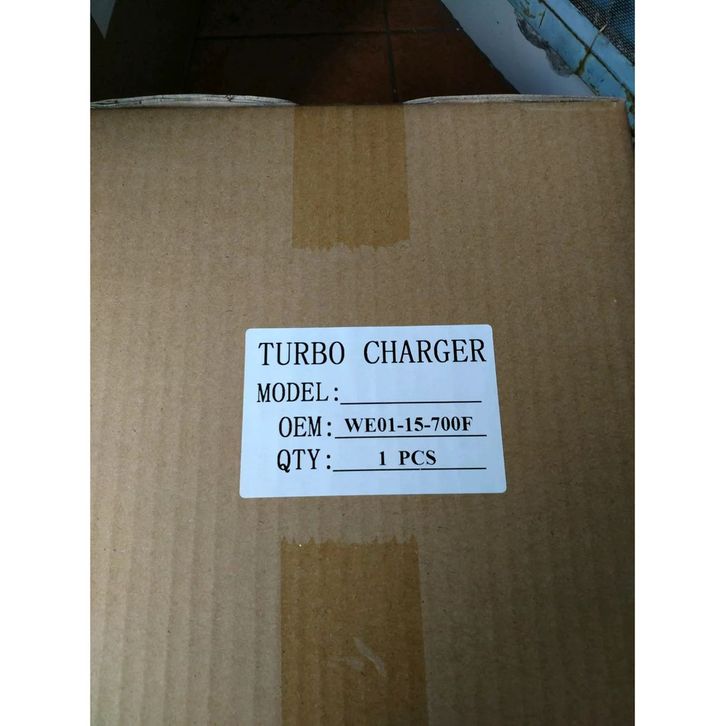 TURBO CHARGER
MODEL:
OEM: WE01-15-700F
QTY: 1 PCS